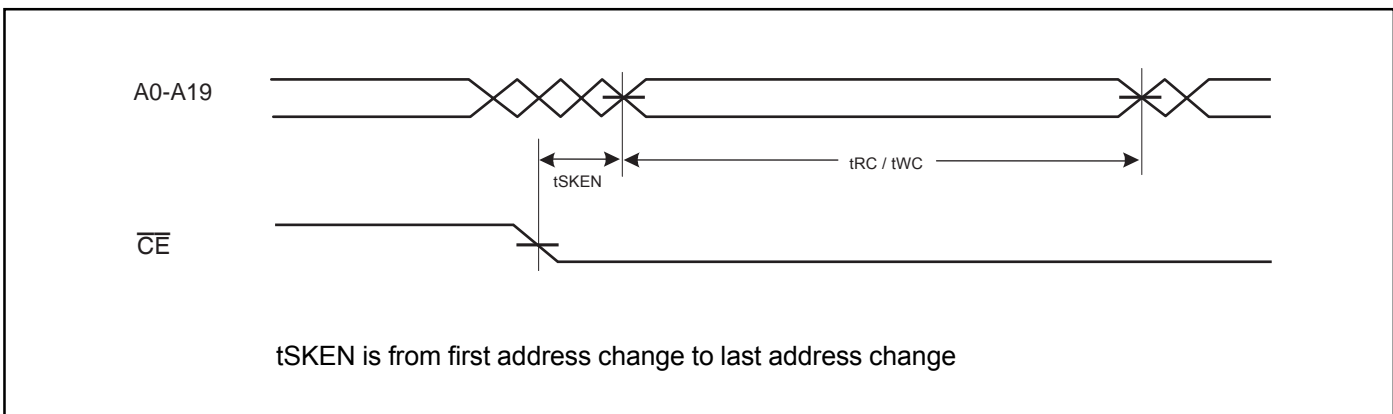 A0-A19
tSKEN
tRC / tWC
CE
tSKEN is from first address change to last address change